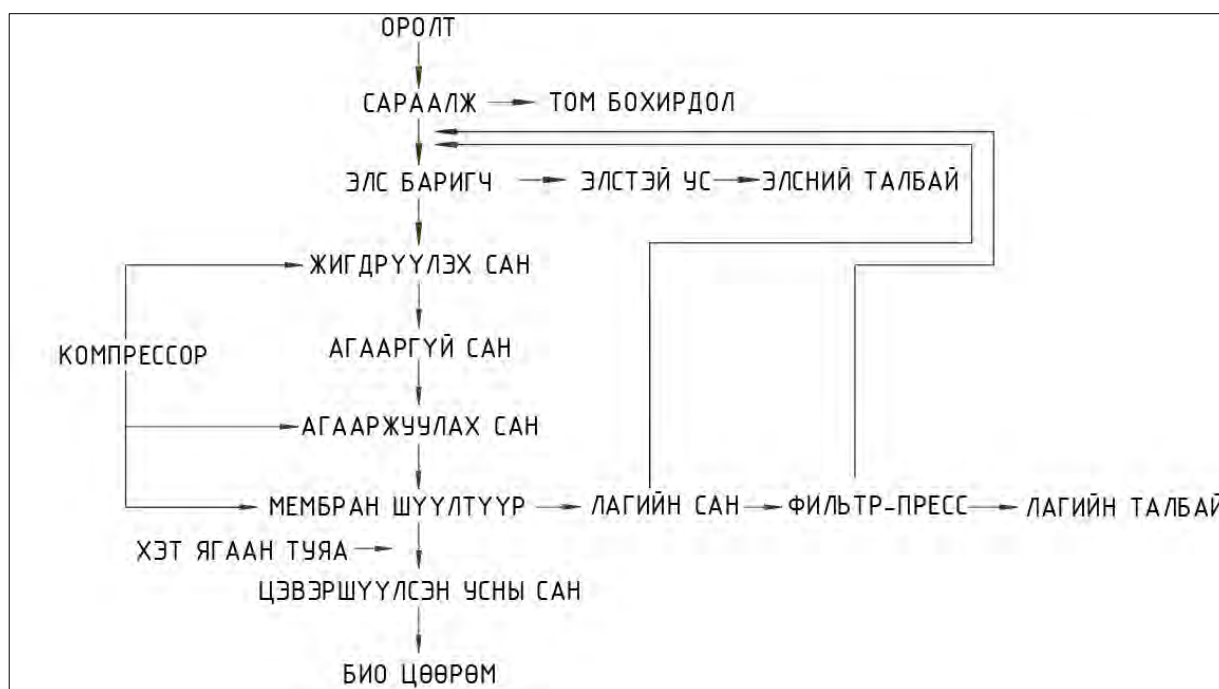 ОРОЛТ
САРААЛЖ
ТОМ БОХИРДОЛ
ЭЛС БАРИГЧ
ЭЛСТЭЙ УС
ЭЛСНИЙ ТАЛБАЙ
ЖИГДРҮҮЛЭХ САН
АГААРГҮЙ САН
КОМПРЕССОР
АГААРЖУУЛАХ САН
МЕМБРАН ШҮҮЛТҮҮР
ЛАГИЙН САН
ФИЛЬТР-ПРЕСС
ЛАГИЙН ТАЛБАЙ
ХЭТ ЯГААН ТУЯА
ЦЭВЭРШҮҮЛСЭН УСНЫ САН
БИО ЦӨӨРӨМ